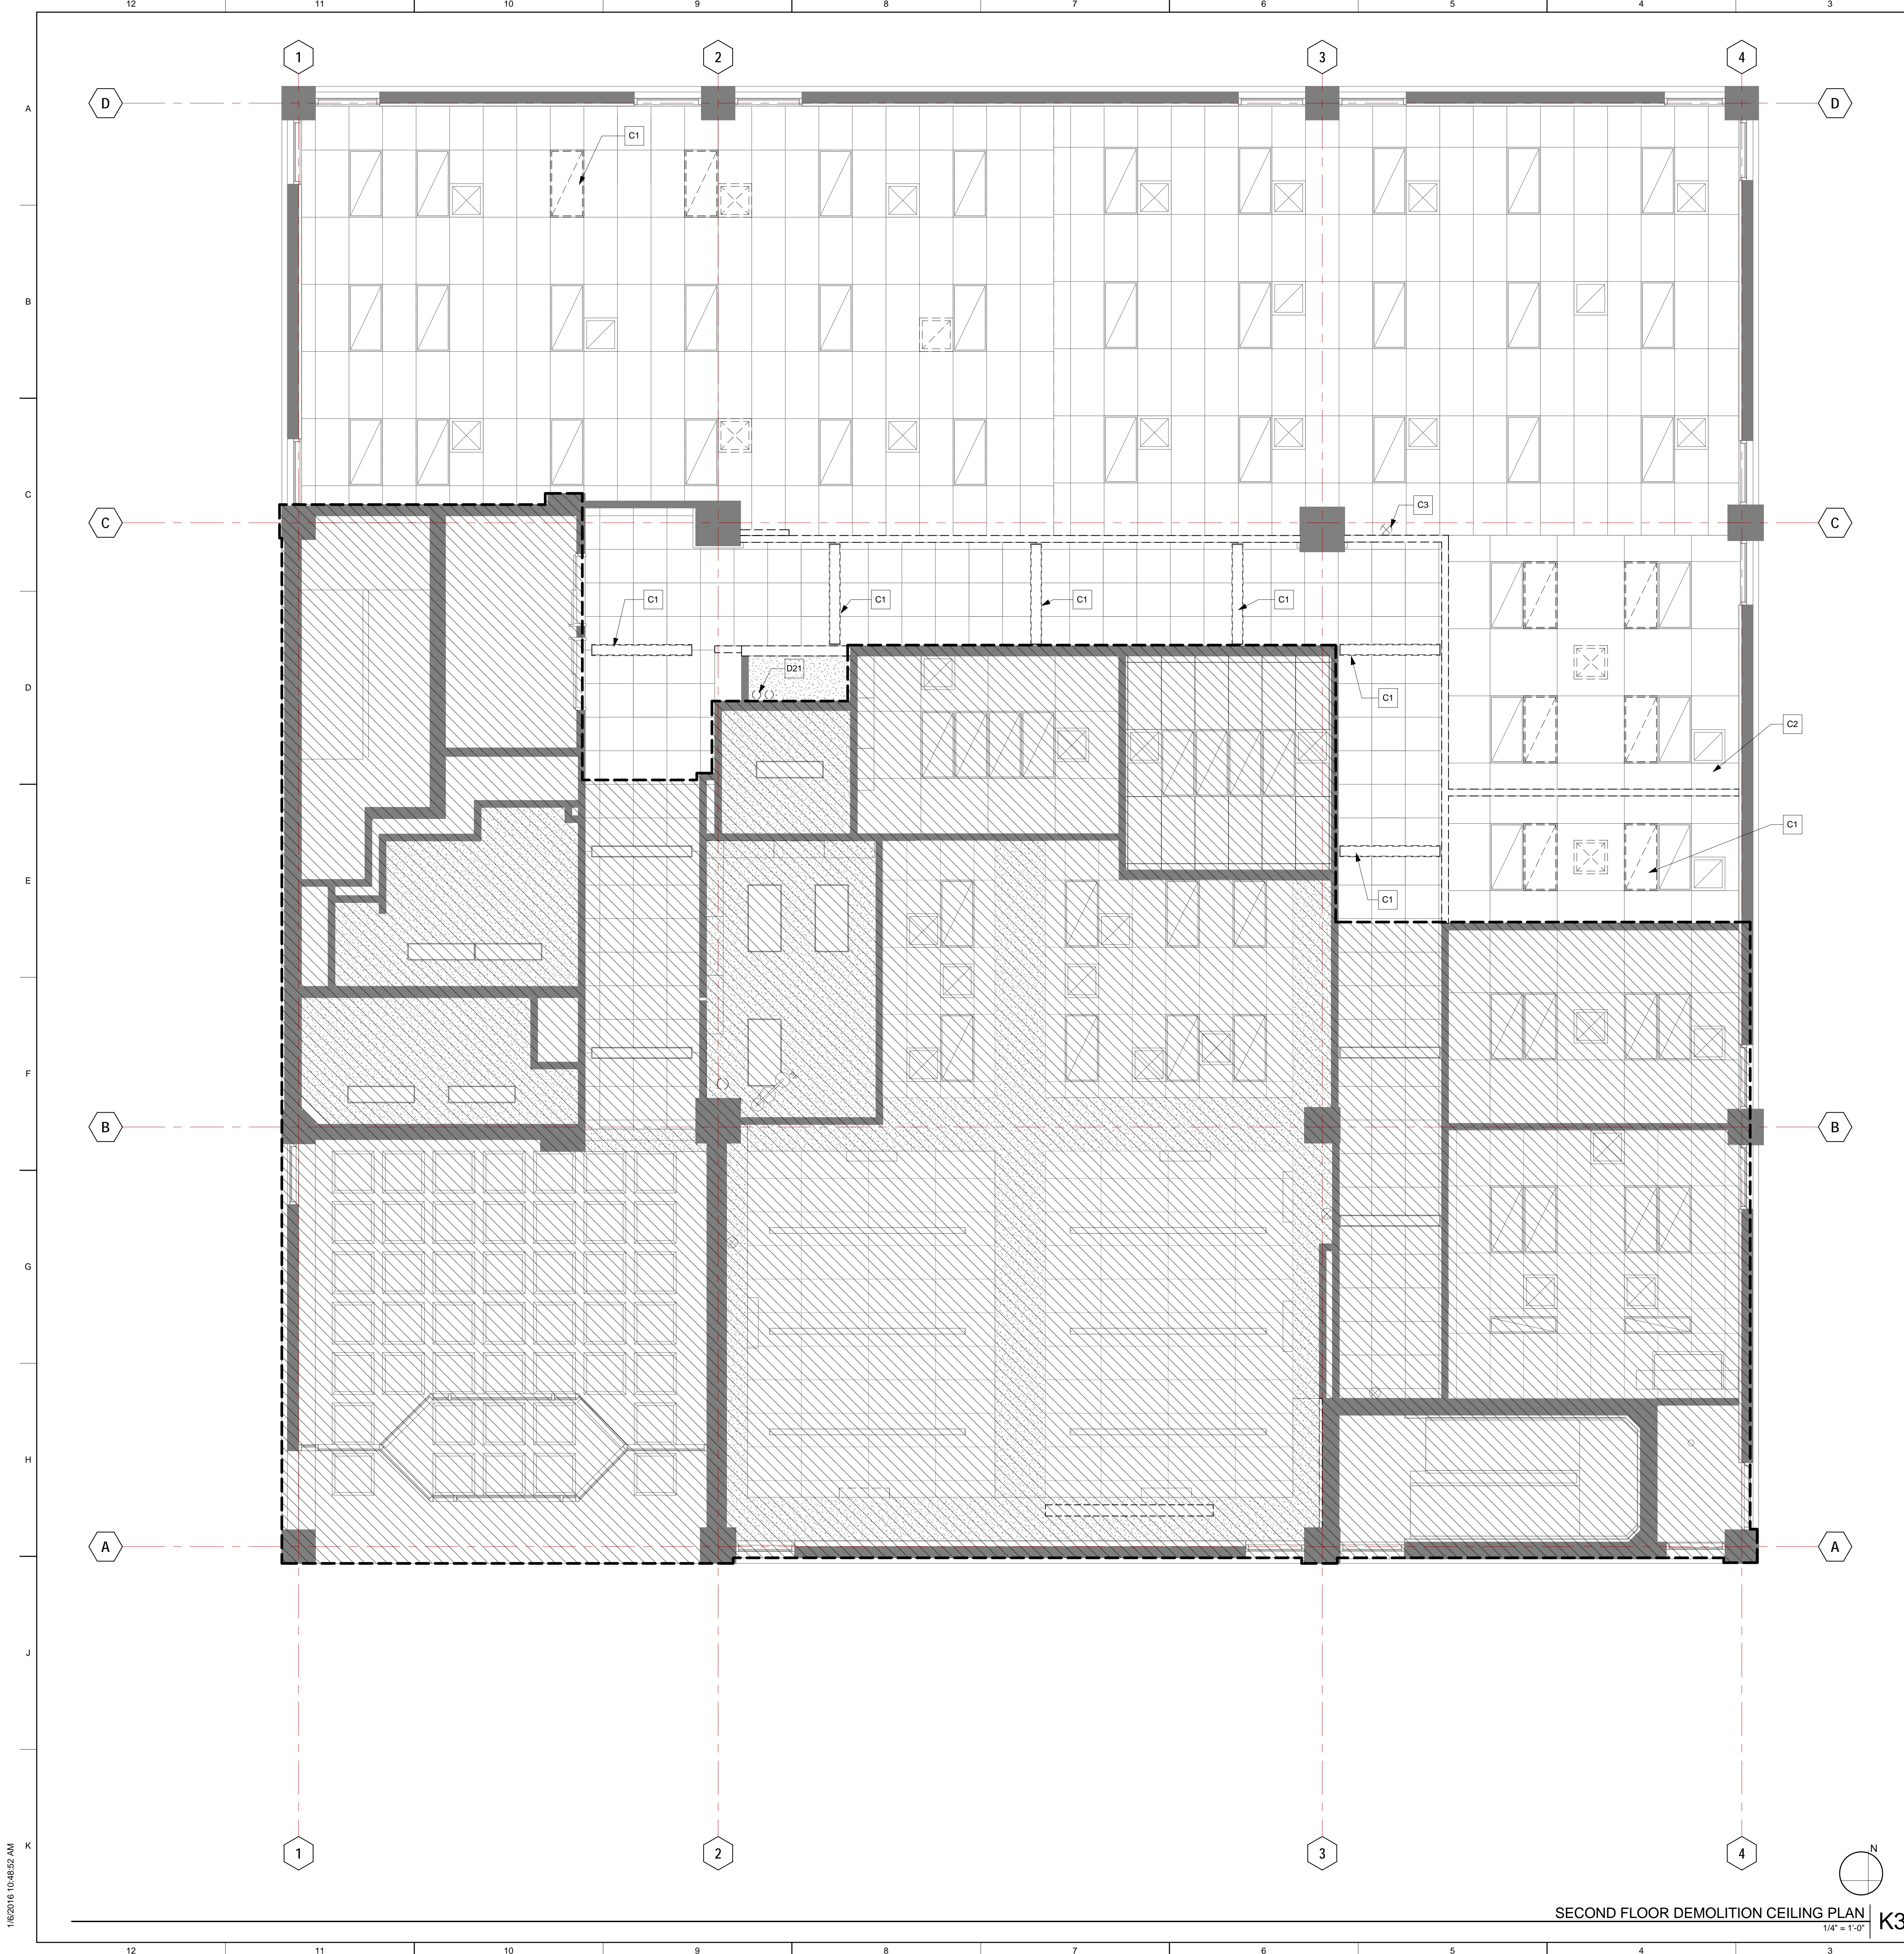 12 11 10 9 8 7 6 5 4 3
1 2 3 4
A
D D
C1
B
C
C3
C C
C1 C1 C1 C1
D
D21
C1
C2
C1
E
C1
F
B B
G
H
A A
J
K
1 2 3 4
N
1/6/2016 10:48:52 AM
SECOND FLOOR DEMOLITION CEILING PLAN
1/4" = 1'-0"
K3
12 11 10 9 8 7 6 5 4 3